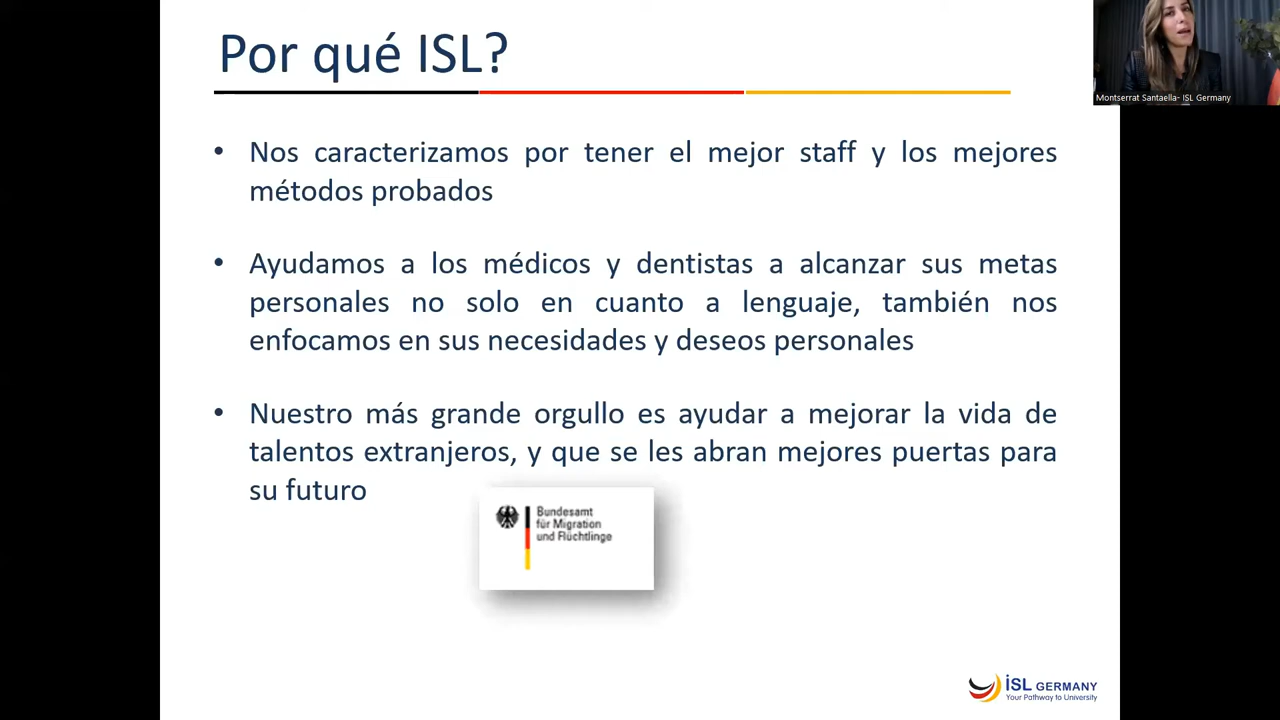 Por qué ISL?
Montserrat Santaella- ISL Germany
• Nos caracterizamos por tener el mejor staff y los mejores
métodos probados
• Ayudamos a los médicos y dentistas a alcanzar sus metas
personales no solo en cuanto a lenguaje, también nos
enfocamos en sus necesidades y deseos personales
• Nuestro más grande orgullo es ayudar a mejorar la vida de
talentos extranjeros, y que se les abran mejores puertas para
su futuro
Bundesamt
für Migration
und Flüchtlinge
iSL GERMANY
Your Pathway to University